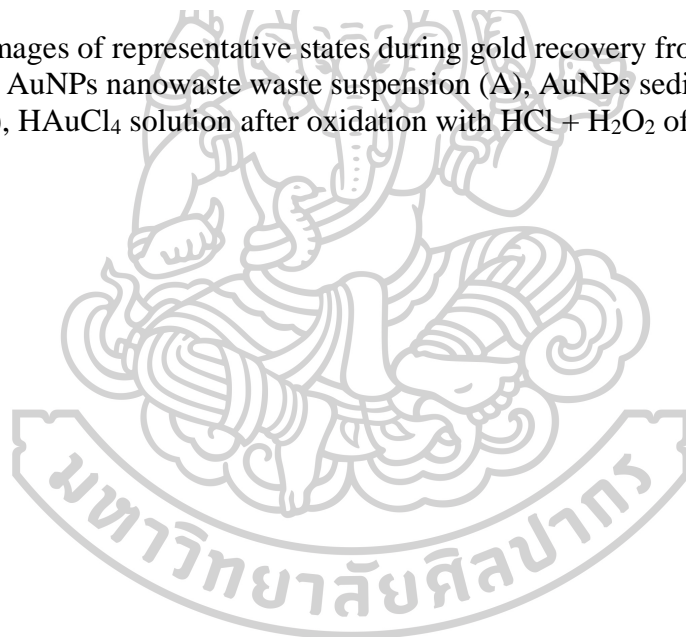 mages of representative states during gold recovery fro
AuNPs nanowaste waste suspension (A), AuNPs sedi
), HAuCl₄ solution after oxidation with HCl + H₂O₂ of
มหาวิทยาลัยศิลปากร